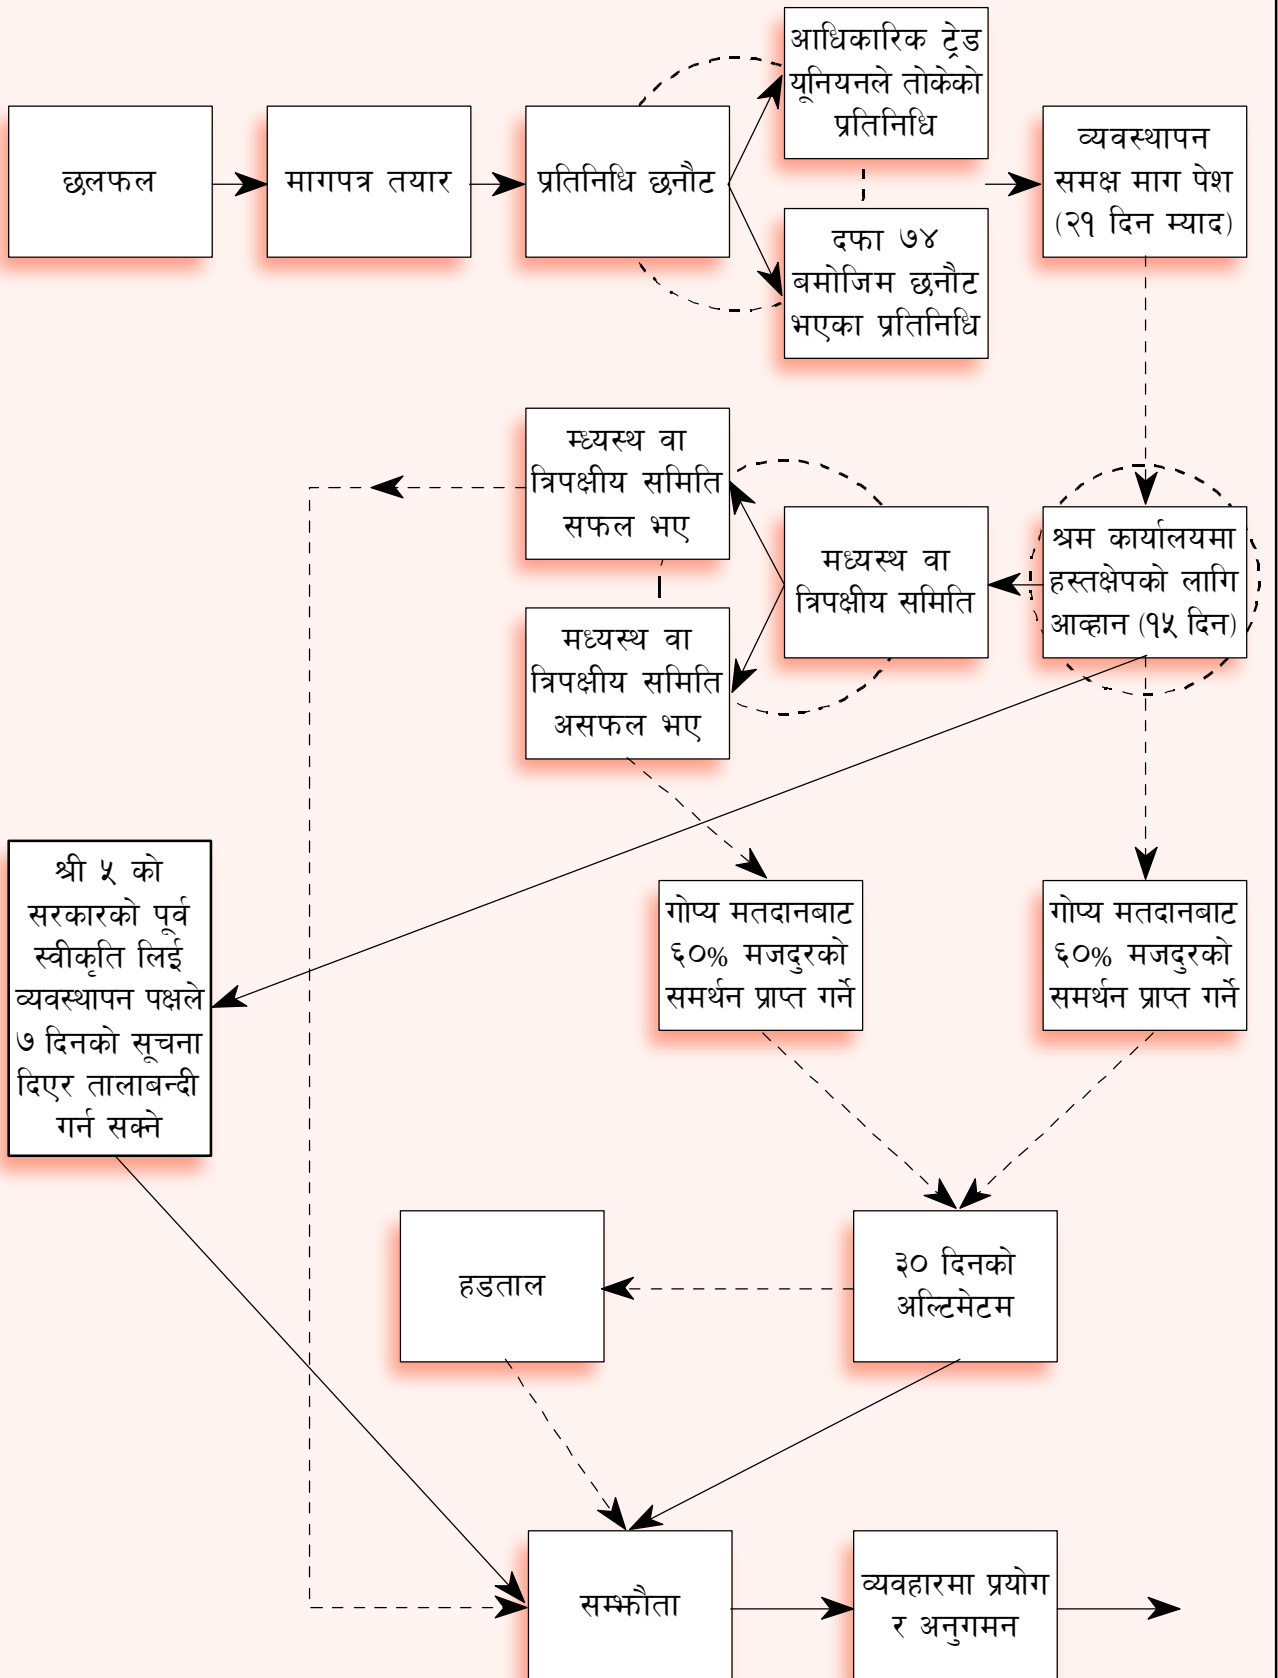 छलफल
मागपत्र तयार
प्रतिनिधि छनौट
आधिकारिक ट्रेड
यूनियनले तोकेको
प्रतिनिधि
दफा ७४
बमोजिम छनौट
भएका प्रतिनिधि
व्यवस्थापन
समक्ष माग पेश
(२१ दिन म्याद)
म्ध्यस्थ वा
त्रिपक्षीय समिति
सफल भए
मध्यस्थ वा
त्रिपक्षीय समिति
श्रम कार्यालयमा
हस्तक्षेपको लागि
आव्हान (१५ दिन)
मध्यस्थ वा
त्रिपक्षीय समिति
असफल भए
श्री ५ को
सरकारको पूर्व
स्वीकृति लिई
व्यवस्थापन पक्षले
७ दिनको सूचना
दिएर तालाबन्दी
गर्न सक्ने
गोप्य मतदानबाट
६०% मजदुरको
समर्थन प्राप्त गर्ने
गोप्य मतदानबाट
६०% मजदुरको
समर्थन प्राप्त गर्ने
हडताल
३० दिनको
अल्टिमेटम
सम्झौता
व्यवहारमा प्रयोग
र अनुगमन